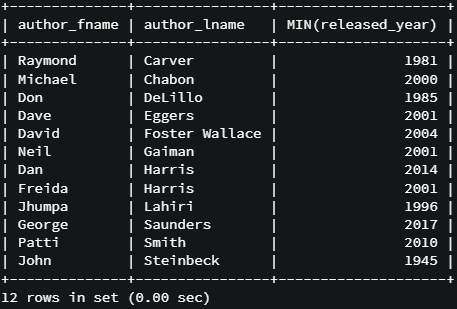 +--------------+----------------+--------------------+
| author_fname | author_lname   | MIN(released_year) |
+--------------+----------------+--------------------+
| Raymond      | Carver         |               1981 |
| Michael      | Chabon         |               2000 |
| Don          | DeLillo        |               1985 |
| Dave         | Eggers         |               2001 |
| David        | Foster Wallace |               2004 |
| Neil         | Gaiman         |               2001 |
| Dan          | Harris         |               2014 |
| Freida       | Harris         |               2001 |
| Jhumpa       | Lahiri         |               1996 |
| George       | Saunders       |               2017 |
| Patti        | Smith          |               2010 |
| John         | Steinbeck      |               1945 |
+--------------+----------------+--------------------+
12 rows in set (0.00 sec)